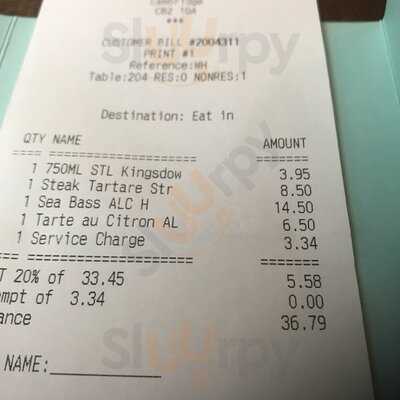 Cambridge
CB2 1QA
***
CUSTOMER BILL #2004311
PRINT #1
Reference:WH
Table:204 RES:0 NONRES:1
Destination: Eat in
QTY NAME AMOUNT
1 750ML STL Kingsdow 3.95
1 Steak Tartare Str 8.50
1 Sea Bass ALC H 14.50
1 Tarte au Citron AL 6.50
1 Service Charge 3.34
T 20% of 33.45 5.58
mpt of 3.34 0.00
ance 36.79
NAME:
Sluurpy
Sluurpy
Sluurpy